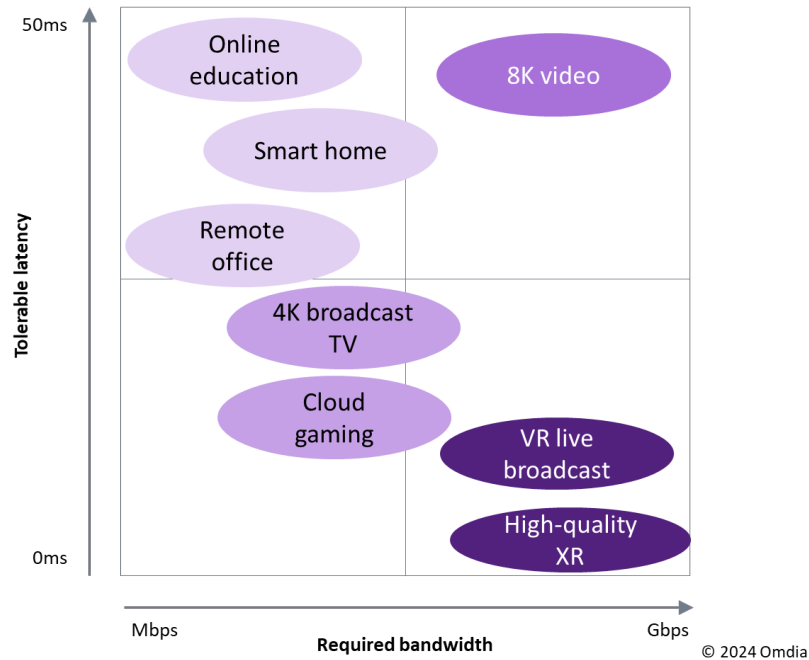 50ms
Online
education
8K video
Smart home
Remote
office
Tolerable latency
4K broadcast
TV
Cloud
gaming
VR live
broadcast
High-quality
XR
0ms
Mbps
Required bandwidth
Gbps
© 2024 Omdia